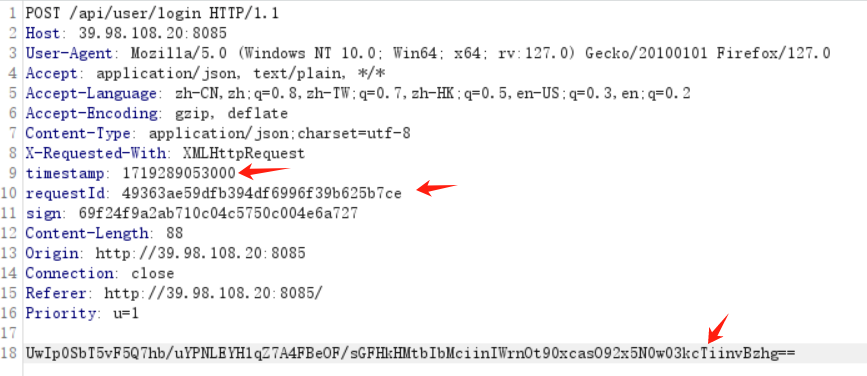 1 POST /api/user/login HTTP/1.1
2 Host: 39.98.108.20:8085
3 User-Agent: Mozilla/5.0 (Windows NT 10.0; Win64; x64; rv:127.0) Gecko/20100101 Firefox/127.0
4 Accept: application/json, text/plain, */*
5 Accept-Language: zh-CN,zh;q=0.8,zh-TW;q=0.7,zh-HK;q=0.5,en-US;q=0.3,en;q=0.2
6 Accept-Encoding: gzip, deflate
7 Content-Type: application/json;charset=utf-8
8 X-Requested-With: XMLHttpRequest
9 timestamp: 1719289053000
10 requestId: 49363ae59dfb394df6996f39b625b7ce
11 sign: 69f24f9a2ab710c04c5750c004e6a727
12 Content-Length: 88
13 Origin: http://39.98.108.20:8085
14 Connection: close
15 Referer: http://39.98.108.20:8085/
16 Priority: u=1
17
18 UwIp0SbT5vF5Q7hb/uYPNLEYH1qZ7A4FBeOF/sGFHkHMtbIbMciinIWrnOt90xcasO92x5N0w03kcTiinvBzhg==